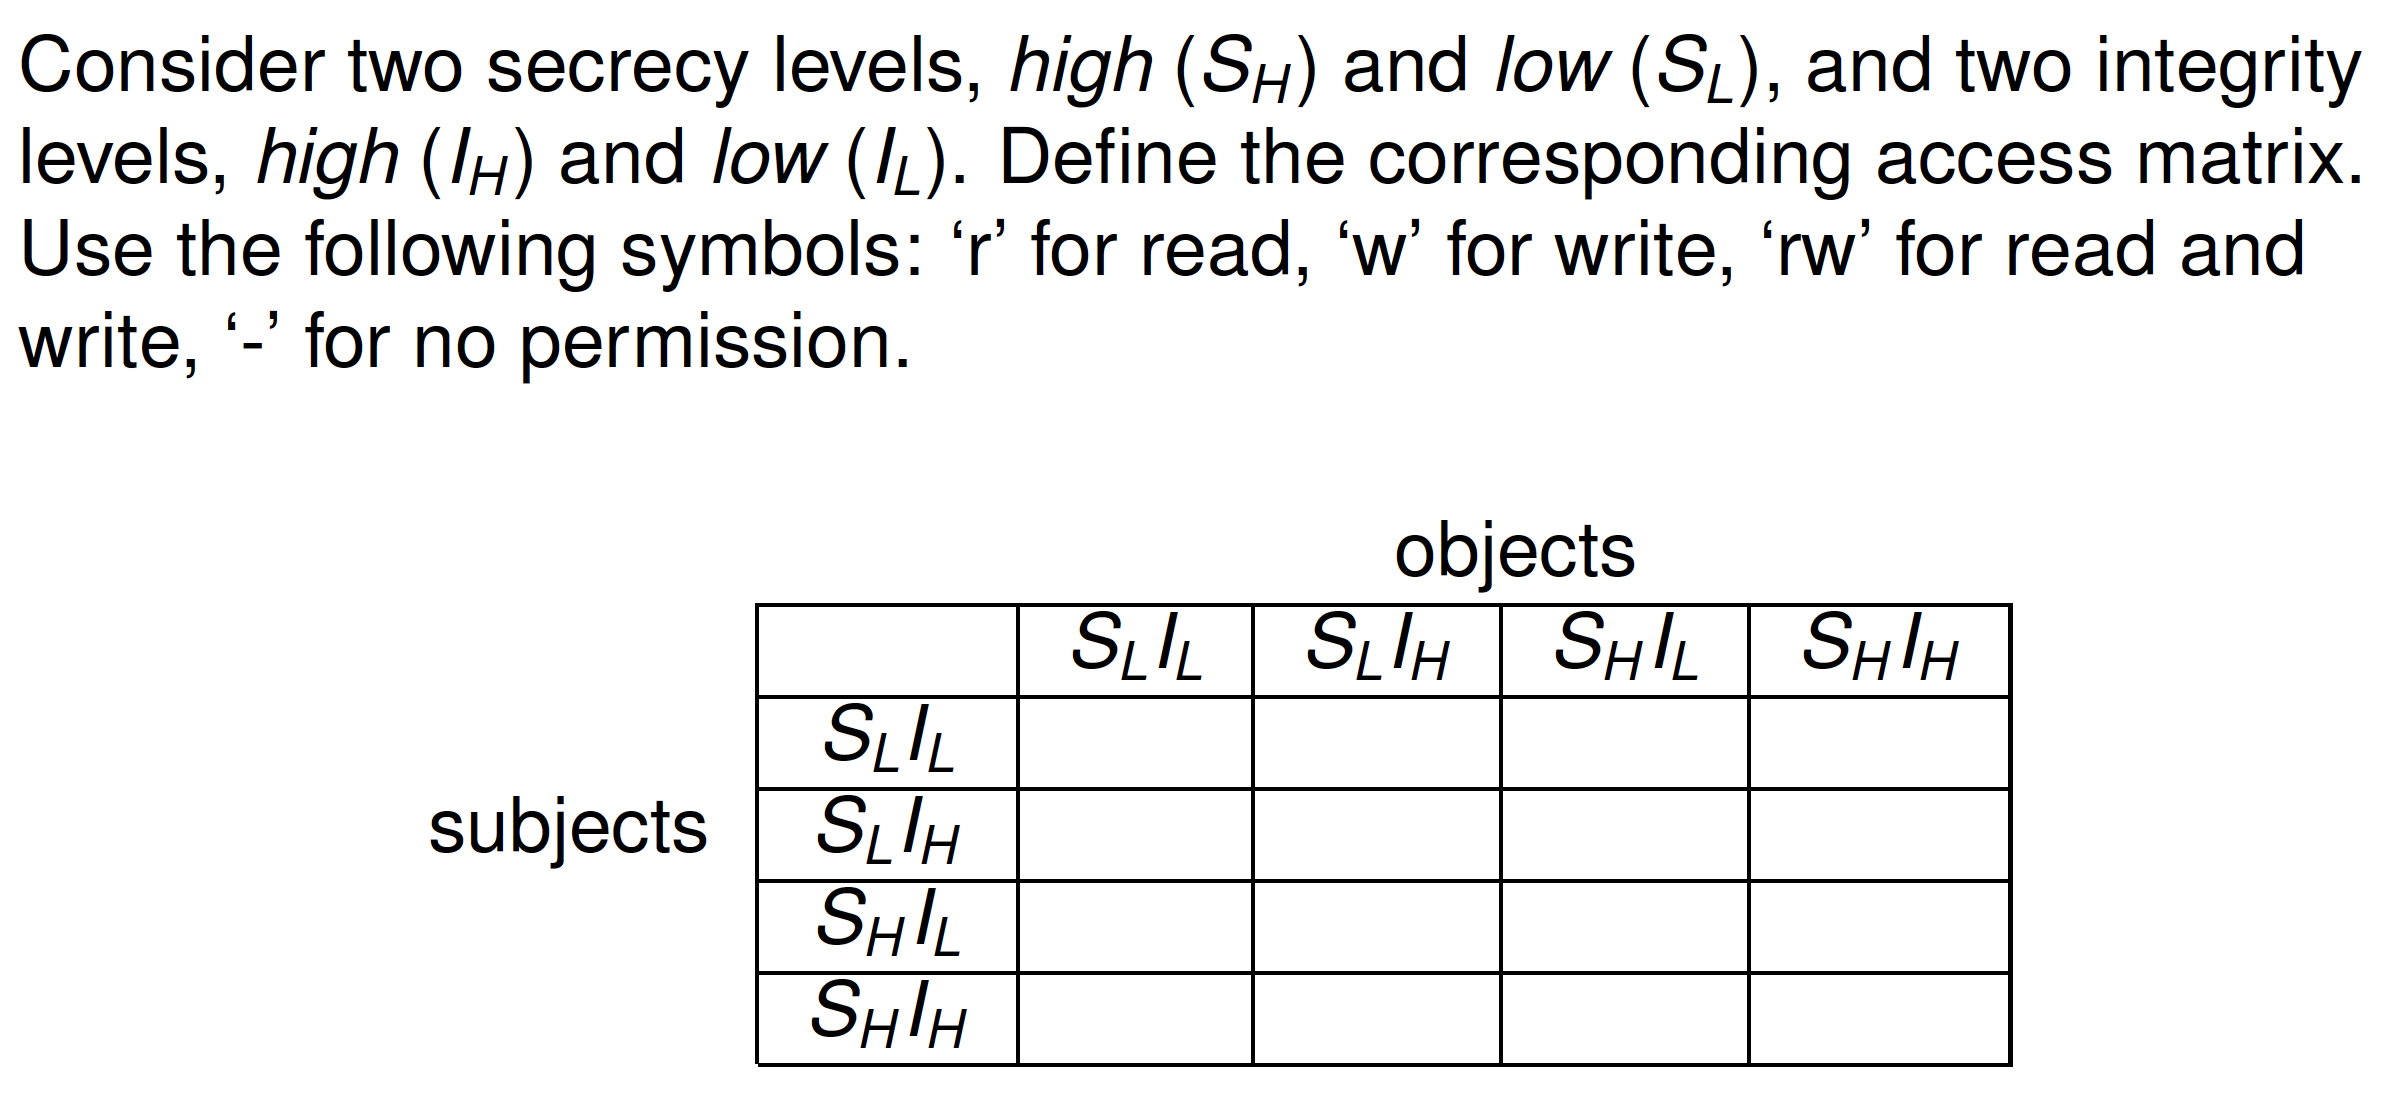 Consider two secrecy levels, high (S_H) and low (S_L), and two integrity
levels, high (I_H) and low (I_L). Define the corresponding access matrix.
Use the following symbols: ‘r’ for read, ‘w’ for write, ‘rw’ for read and
write, ‘-’ for no permission.
objects
S_L I_L S_L I_H S_H I_L S_H I_H
S_L I_L
subjects S_L I_H
S_H I_L
S_H I_H